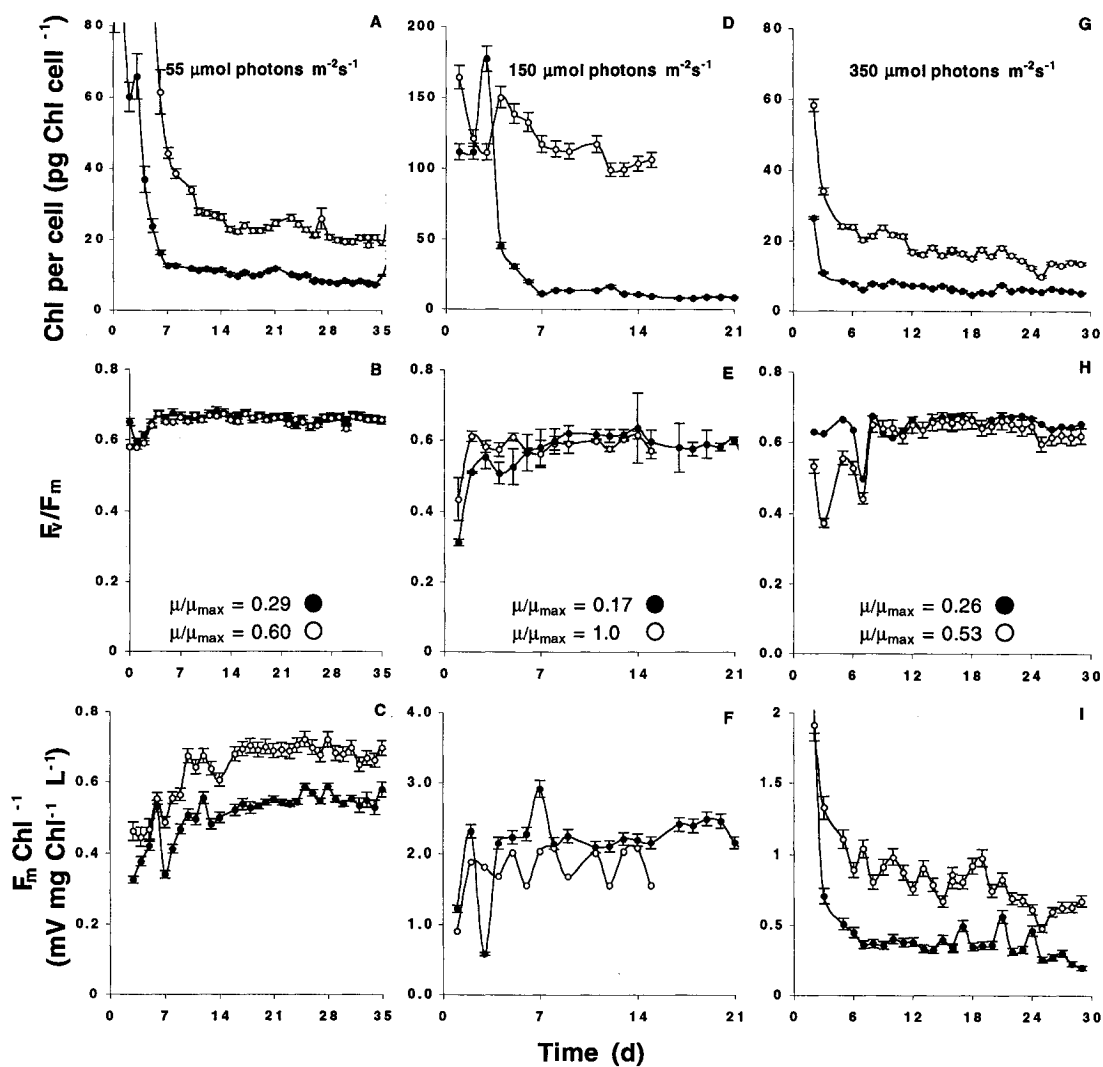 Chl per cell (pg Chl cell ⁻¹)
A
55 μmol photons m⁻²s⁻¹
80
60
40
20
0
0 7 14 21 28 35
D
150 μmol photons m⁻²s⁻¹
200
150
100
50
0
0 7 14 21
G
350 μmol photons m⁻²s⁻¹
80
60
40
20
0
0 6 12 18 24 30
Fv/Fm
B
0.8
0.6
0.4
0.2
0
μ/μmax = 0.29
μ/μmax = 0.60
0 7 14 21 28 35
E
0.8
0.6
0.4
0.2
0
μ/μmax = 0.17
μ/μmax = 1.0
0 7 14 21
H
0.8
0.6
0.4
0.2
0.0
μ/μmax = 0.26
μ/μmax = 0.53
0 6 12 18 24 30
Fm Chl ⁻¹
(mV mg Chl⁻¹ L⁻¹)
C
0.8
0.6
0.4
0.2
0
0 7 14 21 28 35
F
4.0
3.0
2.0
1.0
0.0
0 7 14 21
I
2
1.5
1
0.5
0
0 6 12 18 24 30
Time (d)